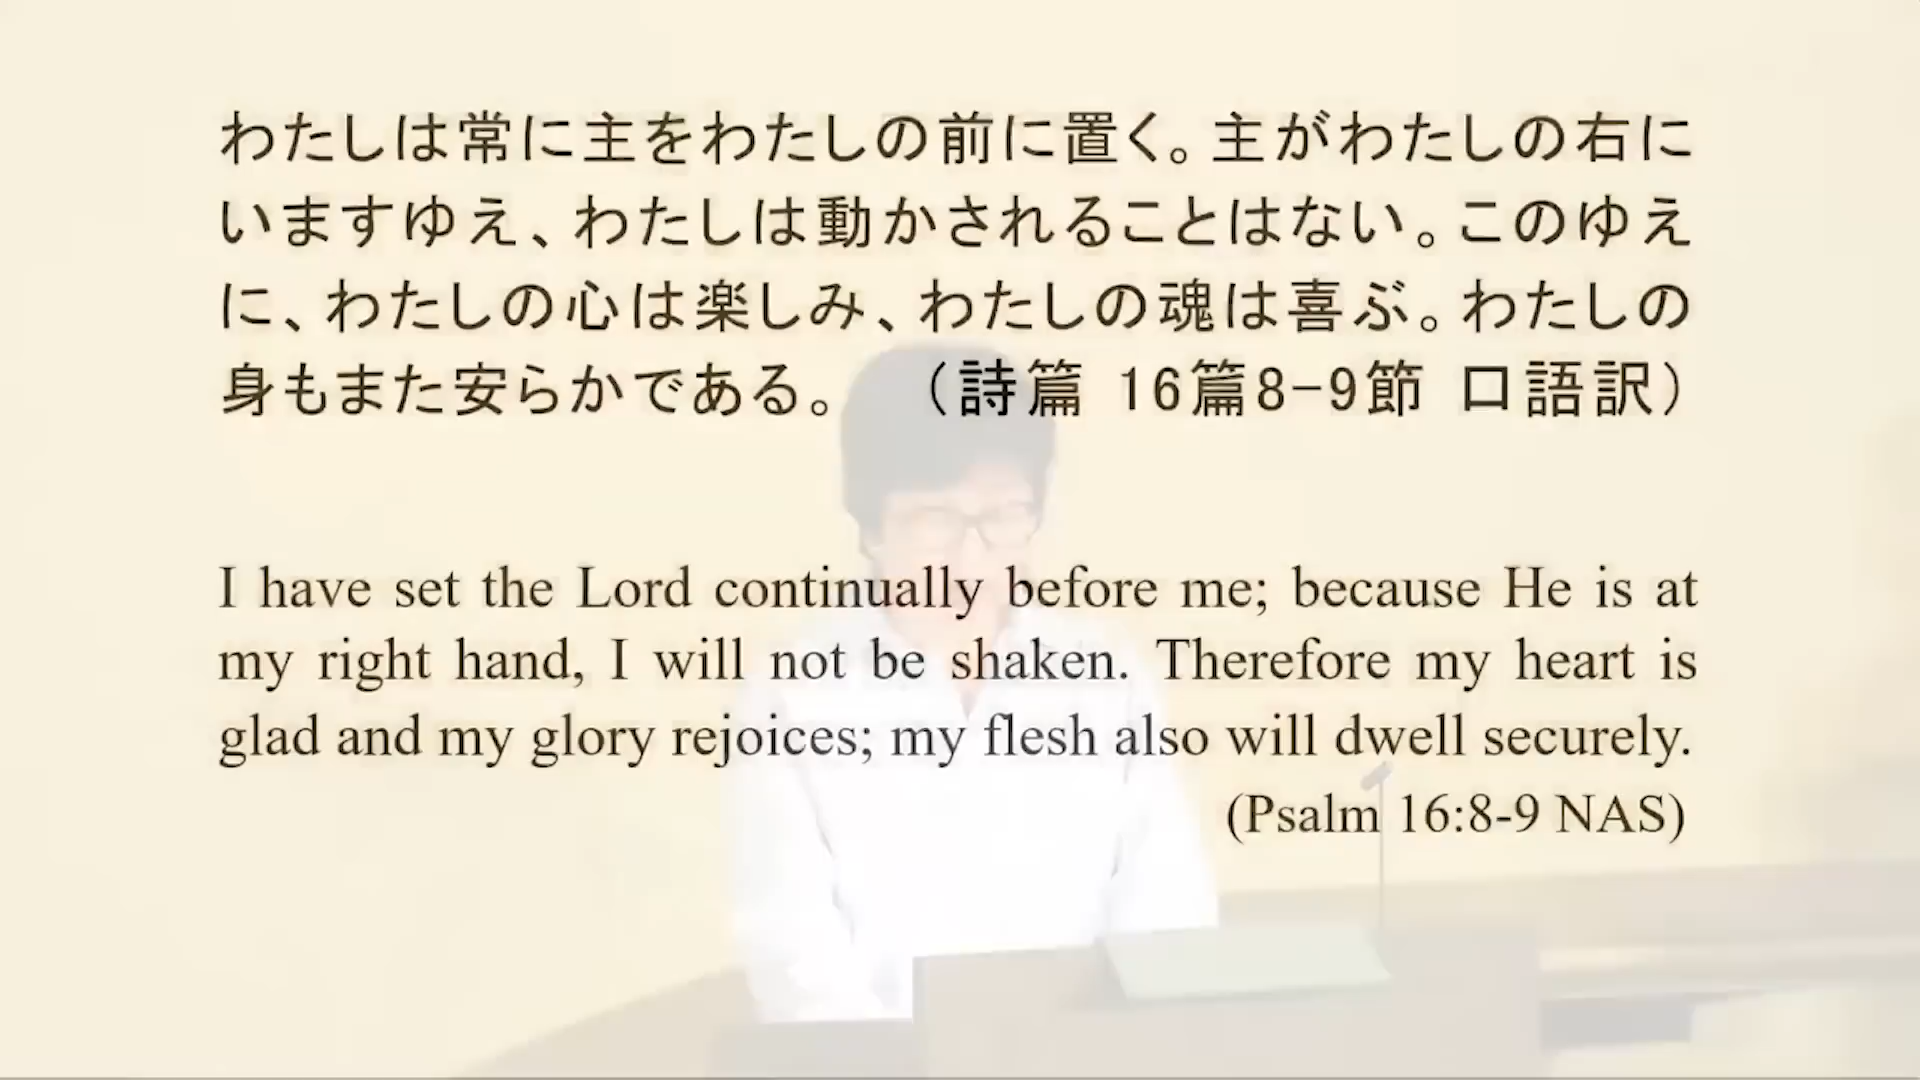 わたしは常に主をわたしの前に置く。主がわたしの右に
いますゆえ、わたしは動かされることはない。このゆえ
に、わたしの心は楽しみ、わたしの魂は喜ぶ。わたしの
身もまた安らかである。　（詩篇 16篇8-9節 口語訳）
I have set the Lord continually before me; because He is at
my right hand, I will not be shaken. Therefore my heart is
glad and my glory rejoices; my flesh also will dwell securely.
(Psalm 16:8-9 NAS)